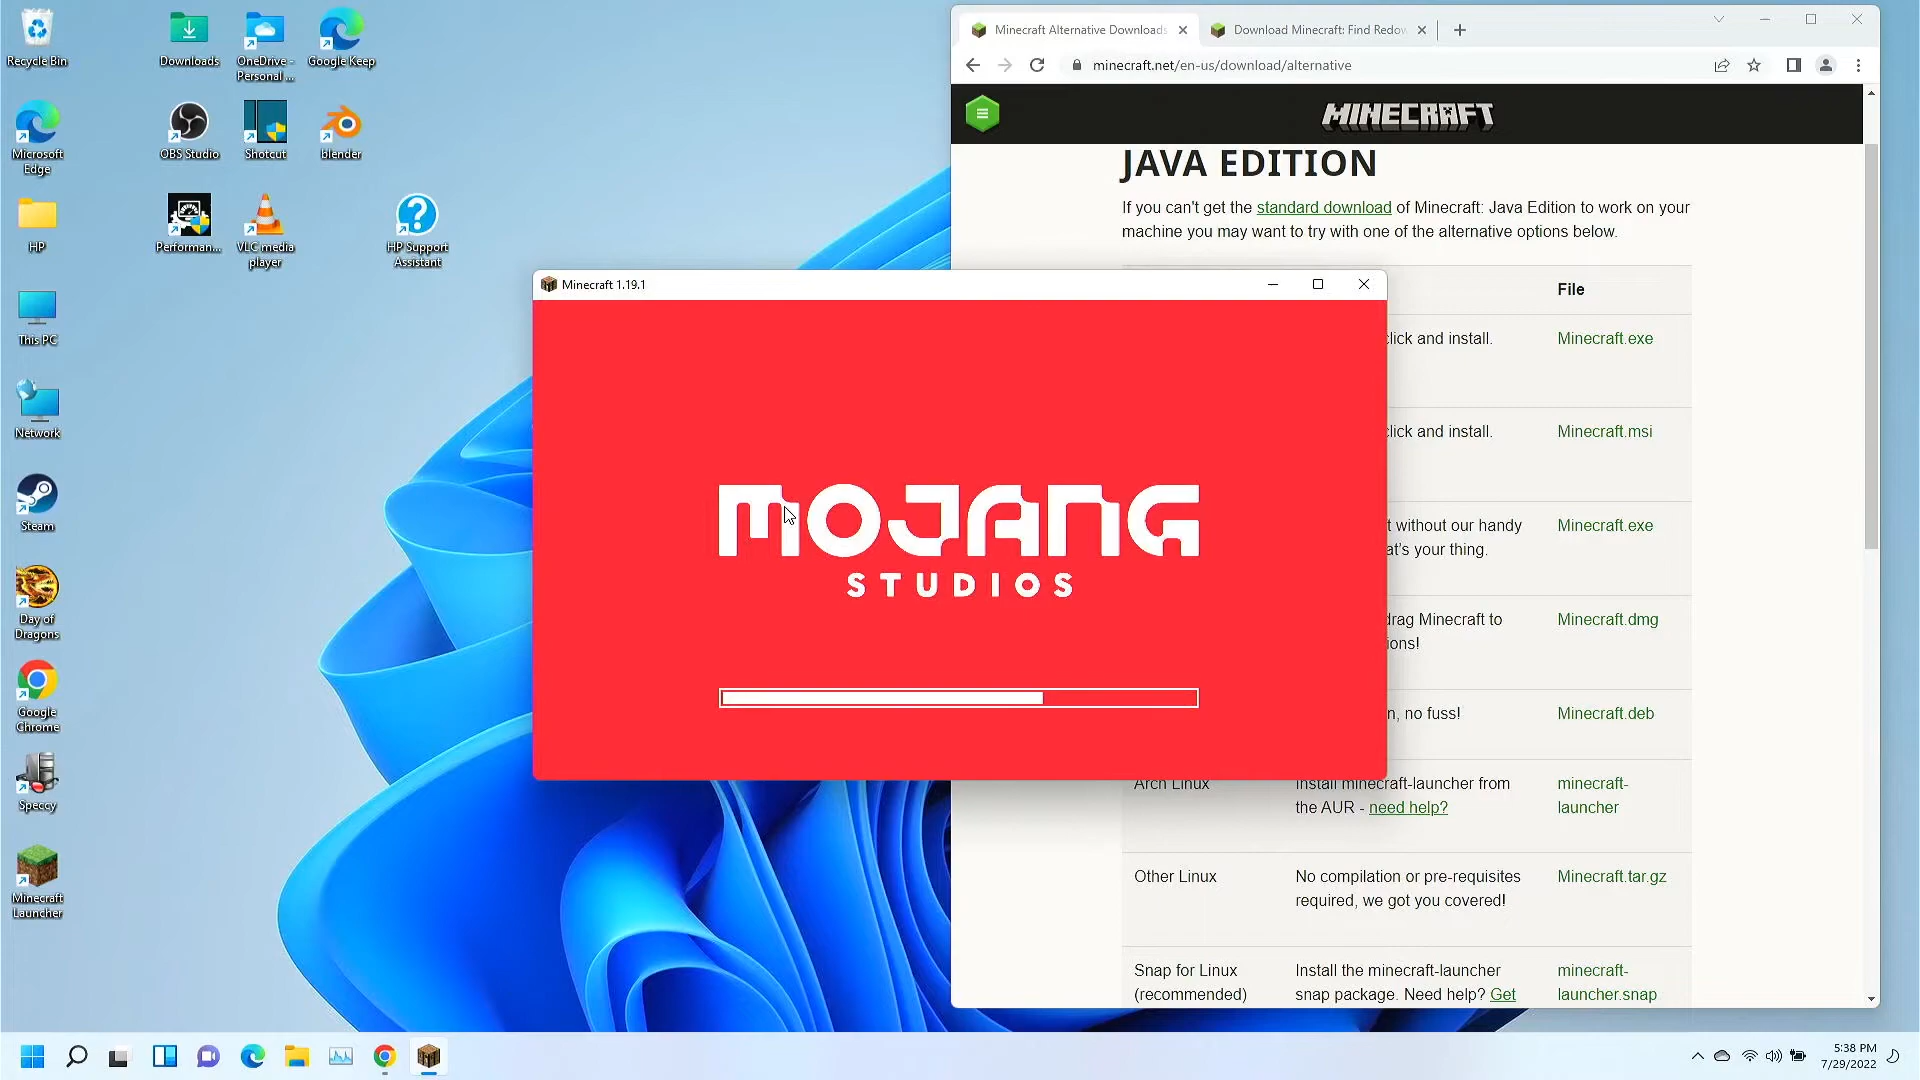 Recycle Bin
Downloads
OneDrive -
Personal ...
Google Keep
Microsoft
Edge
OBS Studio
Shotcut
blender
HP
Performan...
VLC media
player
HP Support
Assistant
This PC
Network
Steam
Day of
Dragons
Google
Chrome
Speccy
Minecraft
Launcher
Minecraft Alternative Downloads
Download Minecraft: Find Redow
minecraft.net/en-us/download/alternative
MINECRAFT
JAVA EDITION
If you can't get the standard download of Minecraft: Java Edition to work on your
machine you may want to try with one of the alternative options below.
File
click and install.
Minecraft.exe
click and install.
Minecraft.msi
t without our handy
at's your thing.
Minecraft.exe
drag Minecraft to
ions!
Minecraft.dmg
n, no fuss!
Minecraft.deb
Arch Linux
Install minecraft-launcher from
the AUR - need help?
minecraft-
launcher
Other Linux
No compilation or pre-requisites
required, we got you covered!
Minecraft.tar.gz
Snap for Linux
(recommended)
Install the minecraft-launcher
snap package. Need help? Get
minecraft-
launcher.snap
Minecraft 1.19.1
MOJANG
STUDIOS
5:38 PM
7/29/2022